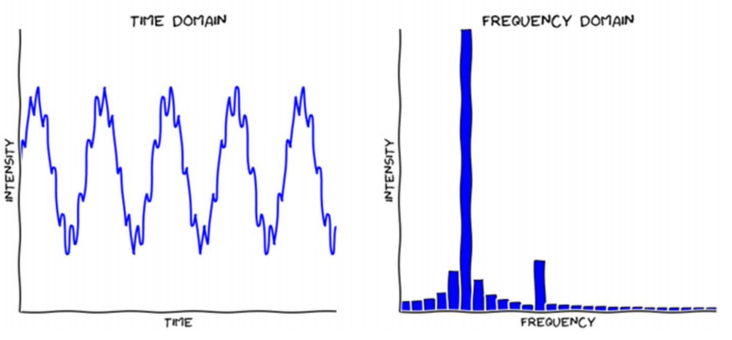 TIME DOMAIN
INTENSITY
TIME
FREQUENCY DOMAIN
INTENSITY
FREQUENCY